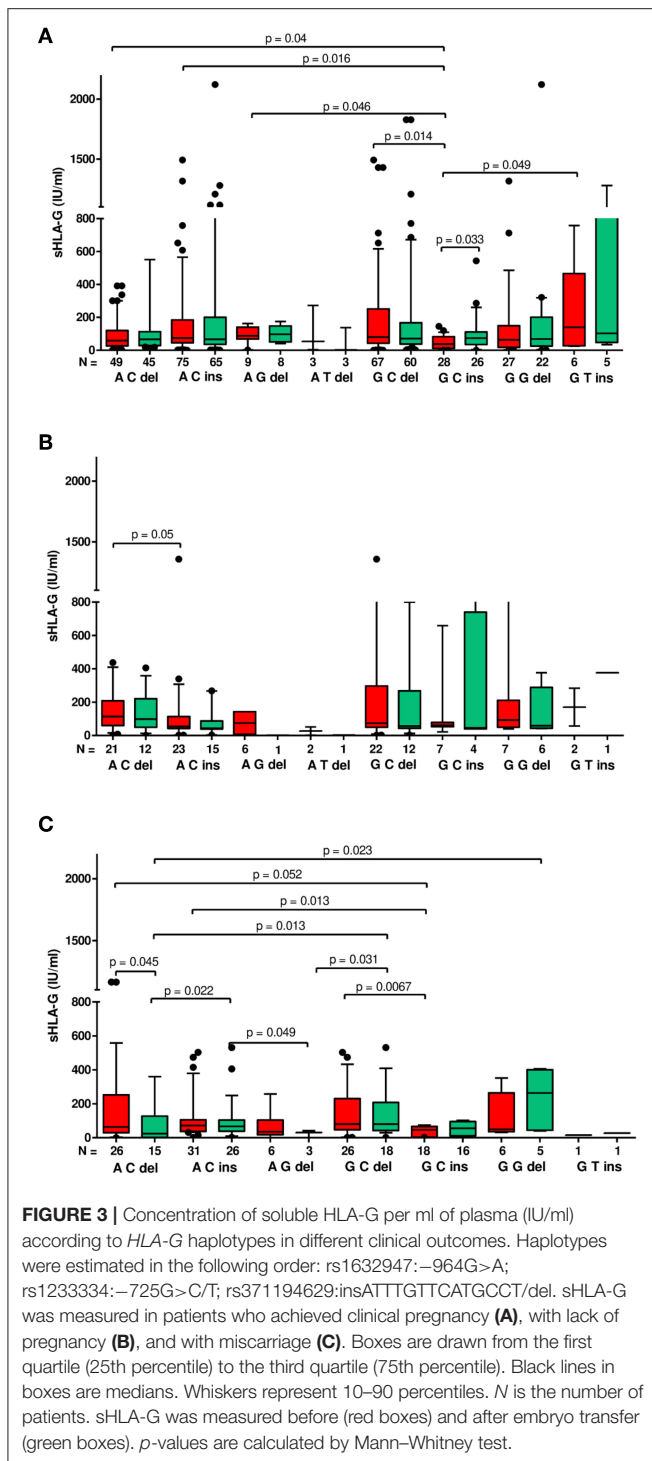 A
p = 0.04
p = 0.016
p = 0.046
p = 0.014
p = 0.049
p = 0.033
sHLA-G (IU/ml)
2000
1500
800
600
400
200
0
N = 49 45 75 65 9 8 3 3 67 60 28 26 27 22 6 5
A C del A C ins A G del A T del G C del G C ins G G del G T ins
B
p = 0.05
sHLA-G (IU/ml)
2000
1500
800
600
400
200
0
N = 21 12 23 15 6 1 2 1 22 12 7 4 7 6 2 1
A C del A C ins A G del A T del G C del G C ins G G del G T ins
C
p = 0.023
p = 0.052
p = 0.013
p = 0.013
p = 0.045
p = 0.031
p = 0.022
p = 0.0067
p = 0.049
sHLA-G (IU/ml)
2000
1500
800
600
400
200
0
N = 26 15 31 26 6 3 26 18 18 16 6 5 1 1
A C del A C ins A G del G C del G C ins G G del G T ins
FIGURE 3 | Concentration of soluble HLA-G per ml of plasma (IU/ml)
according to HLA-G haplotypes in different clinical outcomes. Haplotypes
were estimated in the following order: rs1632947:−964G>A;
rs1233334:−725G>C/T; rs371194629:insATTTGTTCATGCCT/del. sHLA-G
was measured in patients who achieved clinical pregnancy (A), with lack of
pregnancy (B), and with miscarriage (C). Boxes are drawn from the first
quartile (25th percentile) to the third quartile (75th percentile). Black lines in
boxes are medians. Whiskers represent 10–90 percentiles. N is the number of
patients. sHLA-G was measured before (red boxes) and after embryo transfer
(green boxes). p-values are calculated by Mann–Whitney test.